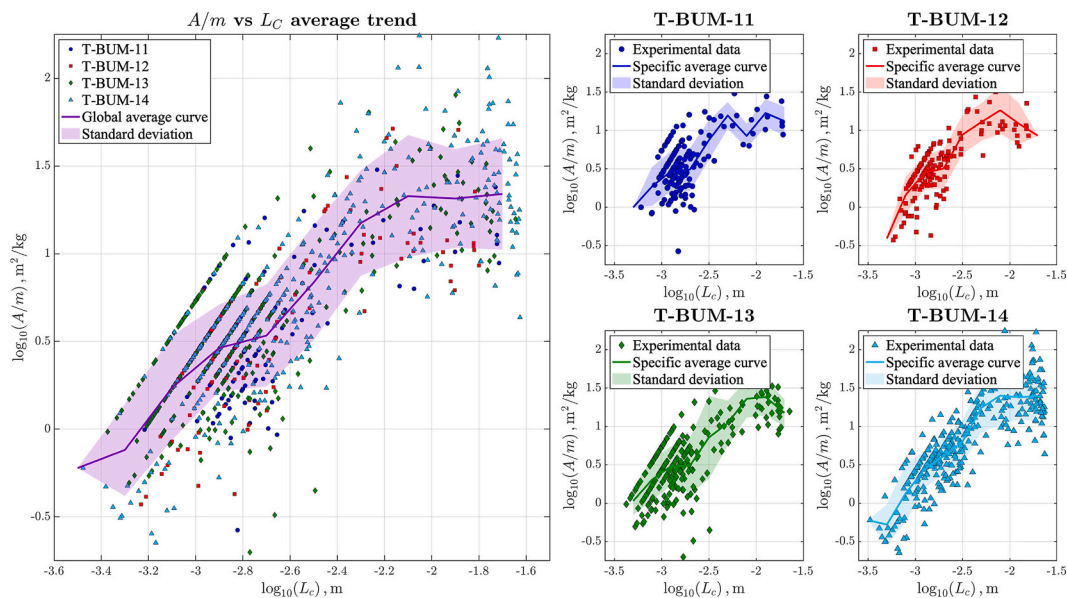 A/m vs L_C average trend
T-BUM-11
T-BUM-12
T-BUM-13
T-BUM-14
Global average curve
Standard deviation
log₁₀(A/m), m²/kg
2
1.5
1
0.5
0
-0.5
-3.6 -3.4 -3.2 -3 -2.8 -2.6 -2.4 -2.2 -2 -1.8 -1.6
log₁₀(L_c), m
T-BUM-11
Experimental data
Specific average curve
Standard deviation
log₁₀(A/m), m²/kg
2
1.5
1
0.5
0
-0.5
-3.5 -3 -2.5 -2 -1.5
log₁₀(L_c), m
T-BUM-12
Experimental data
Specific average curve
Standard deviation
log₁₀(A/m), m²/kg
2
1.5
1
0.5
0
-0.5
-3.5 -3 -2.5 -2 -1.5
log₁₀(L_c), m
T-BUM-13
Experimental data
Specific average curve
Standard deviation
log₁₀(A/m), m²/kg
2
1.5
1
0.5
0
-0.5
-3.5 -3 -2.5 -2 -1.5
log₁₀(L_c), m
T-BUM-14
Experimental data
Specific average curve
Standard deviation
log₁₀(A/m), m²/kg
2
1.5
1
0.5
0
-0.5
-3.5 -3 -2.5 -2 -1.5
log₁₀(L_c), m